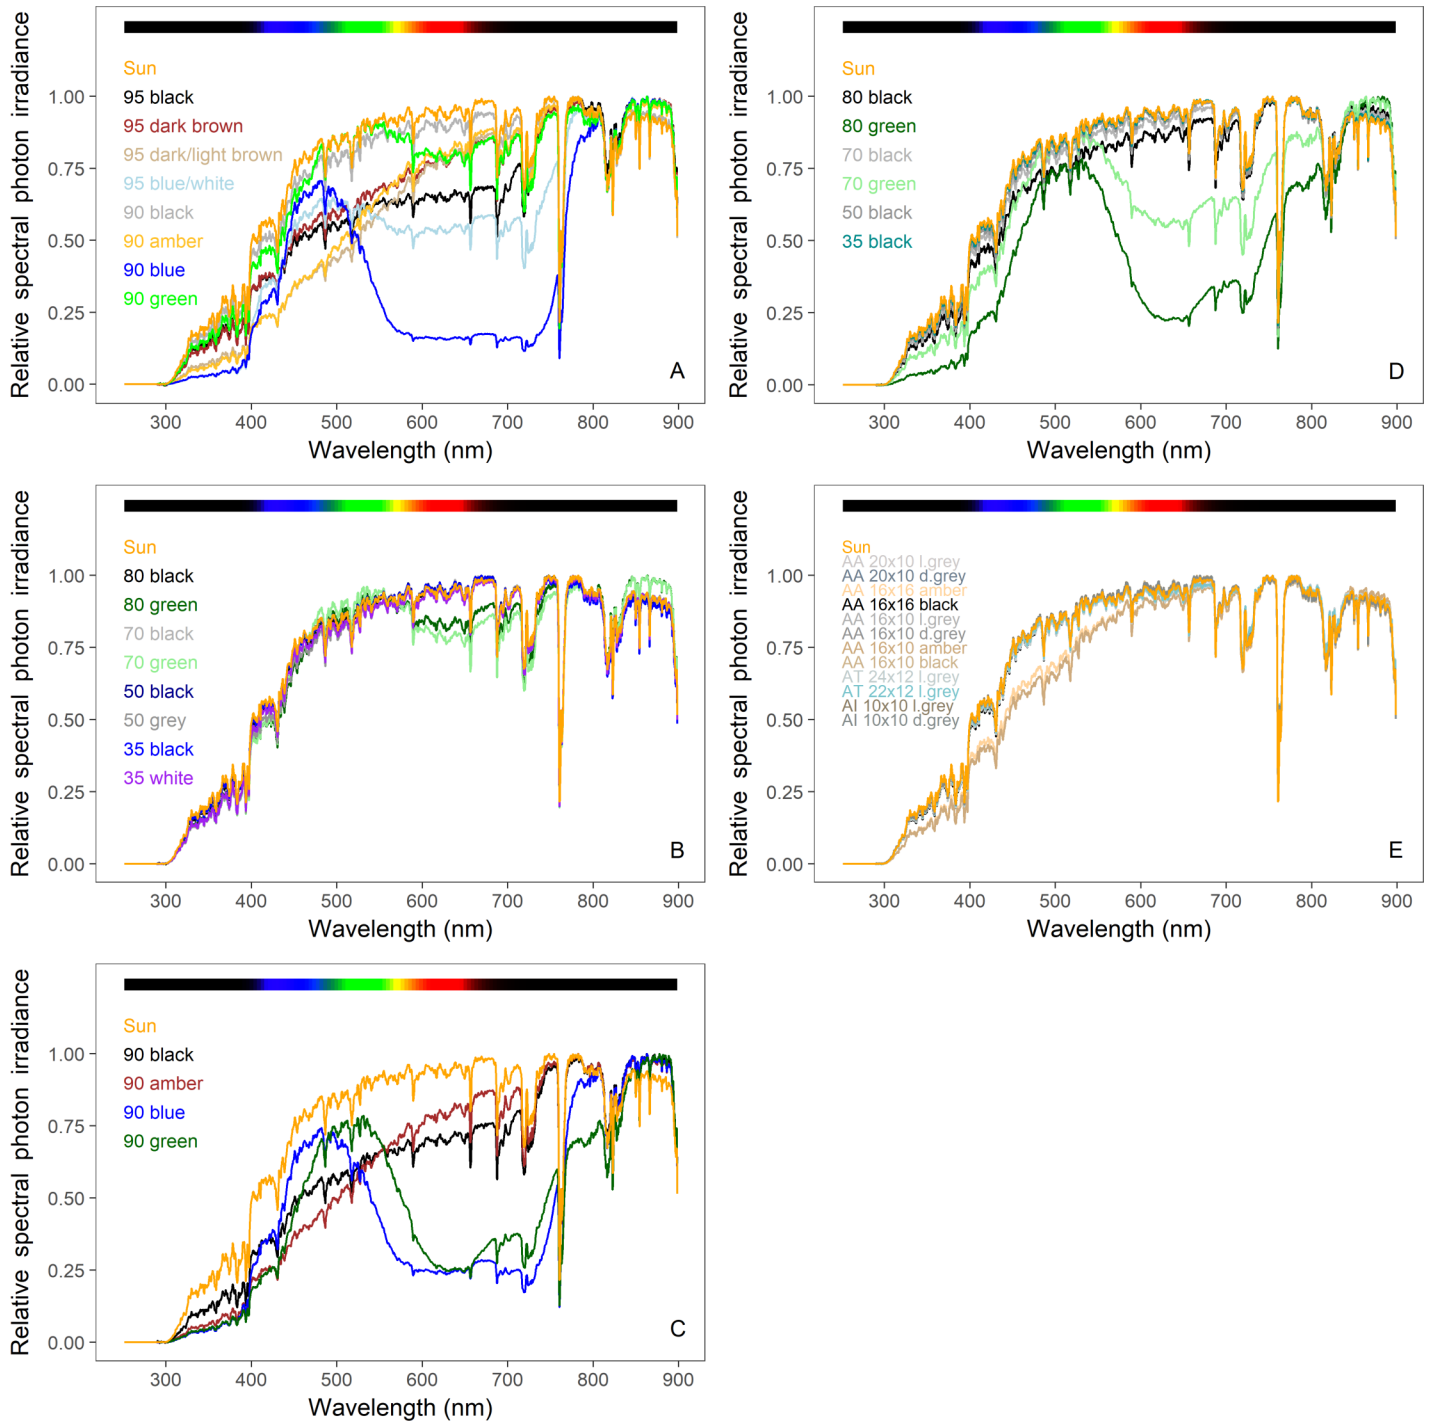 Relative spectral photon irradiance
Sun
95 black
95 dark brown
95 dark/light brown
95 blue/white
90 black
90 amber
90 blue
90 green
1.00
0.75
0.50
0.25
0.00
A
300 400 500 600 700 800 900
Wavelength (nm)
Relative spectral photon irradiance
Sun
80 black
80 green
70 black
70 green
50 black
35 black
1.00
0.75
0.50
0.25
0.00
D
300 400 500 600 700 800 900
Wavelength (nm)
Relative spectral photon irradiance
Sun
80 black
80 green
70 black
70 green
50 black
50 grey
35 black
35 white
1.00
0.75
0.50
0.25
0.00
B
300 400 500 600 700 800 900
Wavelength (nm)
Relative spectral photon irradiance
Sun
AA 20x10 l.grey
AA 20x10 d.grey
AA 16x16 amber
AA 16x16 black
AA 16x10 l.grey
AA 16x10 d.grey
AA 16x10 amber
AA 16x10 black
AT 24x12 l.grey
AT 22x12 l.grey
AI 10x10 l.grey
AI 10x10 d.grey
1.00
0.75
0.50
0.25
0.00
E
300 400 500 600 700 800 900
Wavelength (nm)
Relative spectral photon irradiance
Sun
90 black
90 amber
90 blue
90 green
1.00
0.75
0.50
0.25
0.00
C
300 400 500 600 700 800 900
Wavelength (nm)